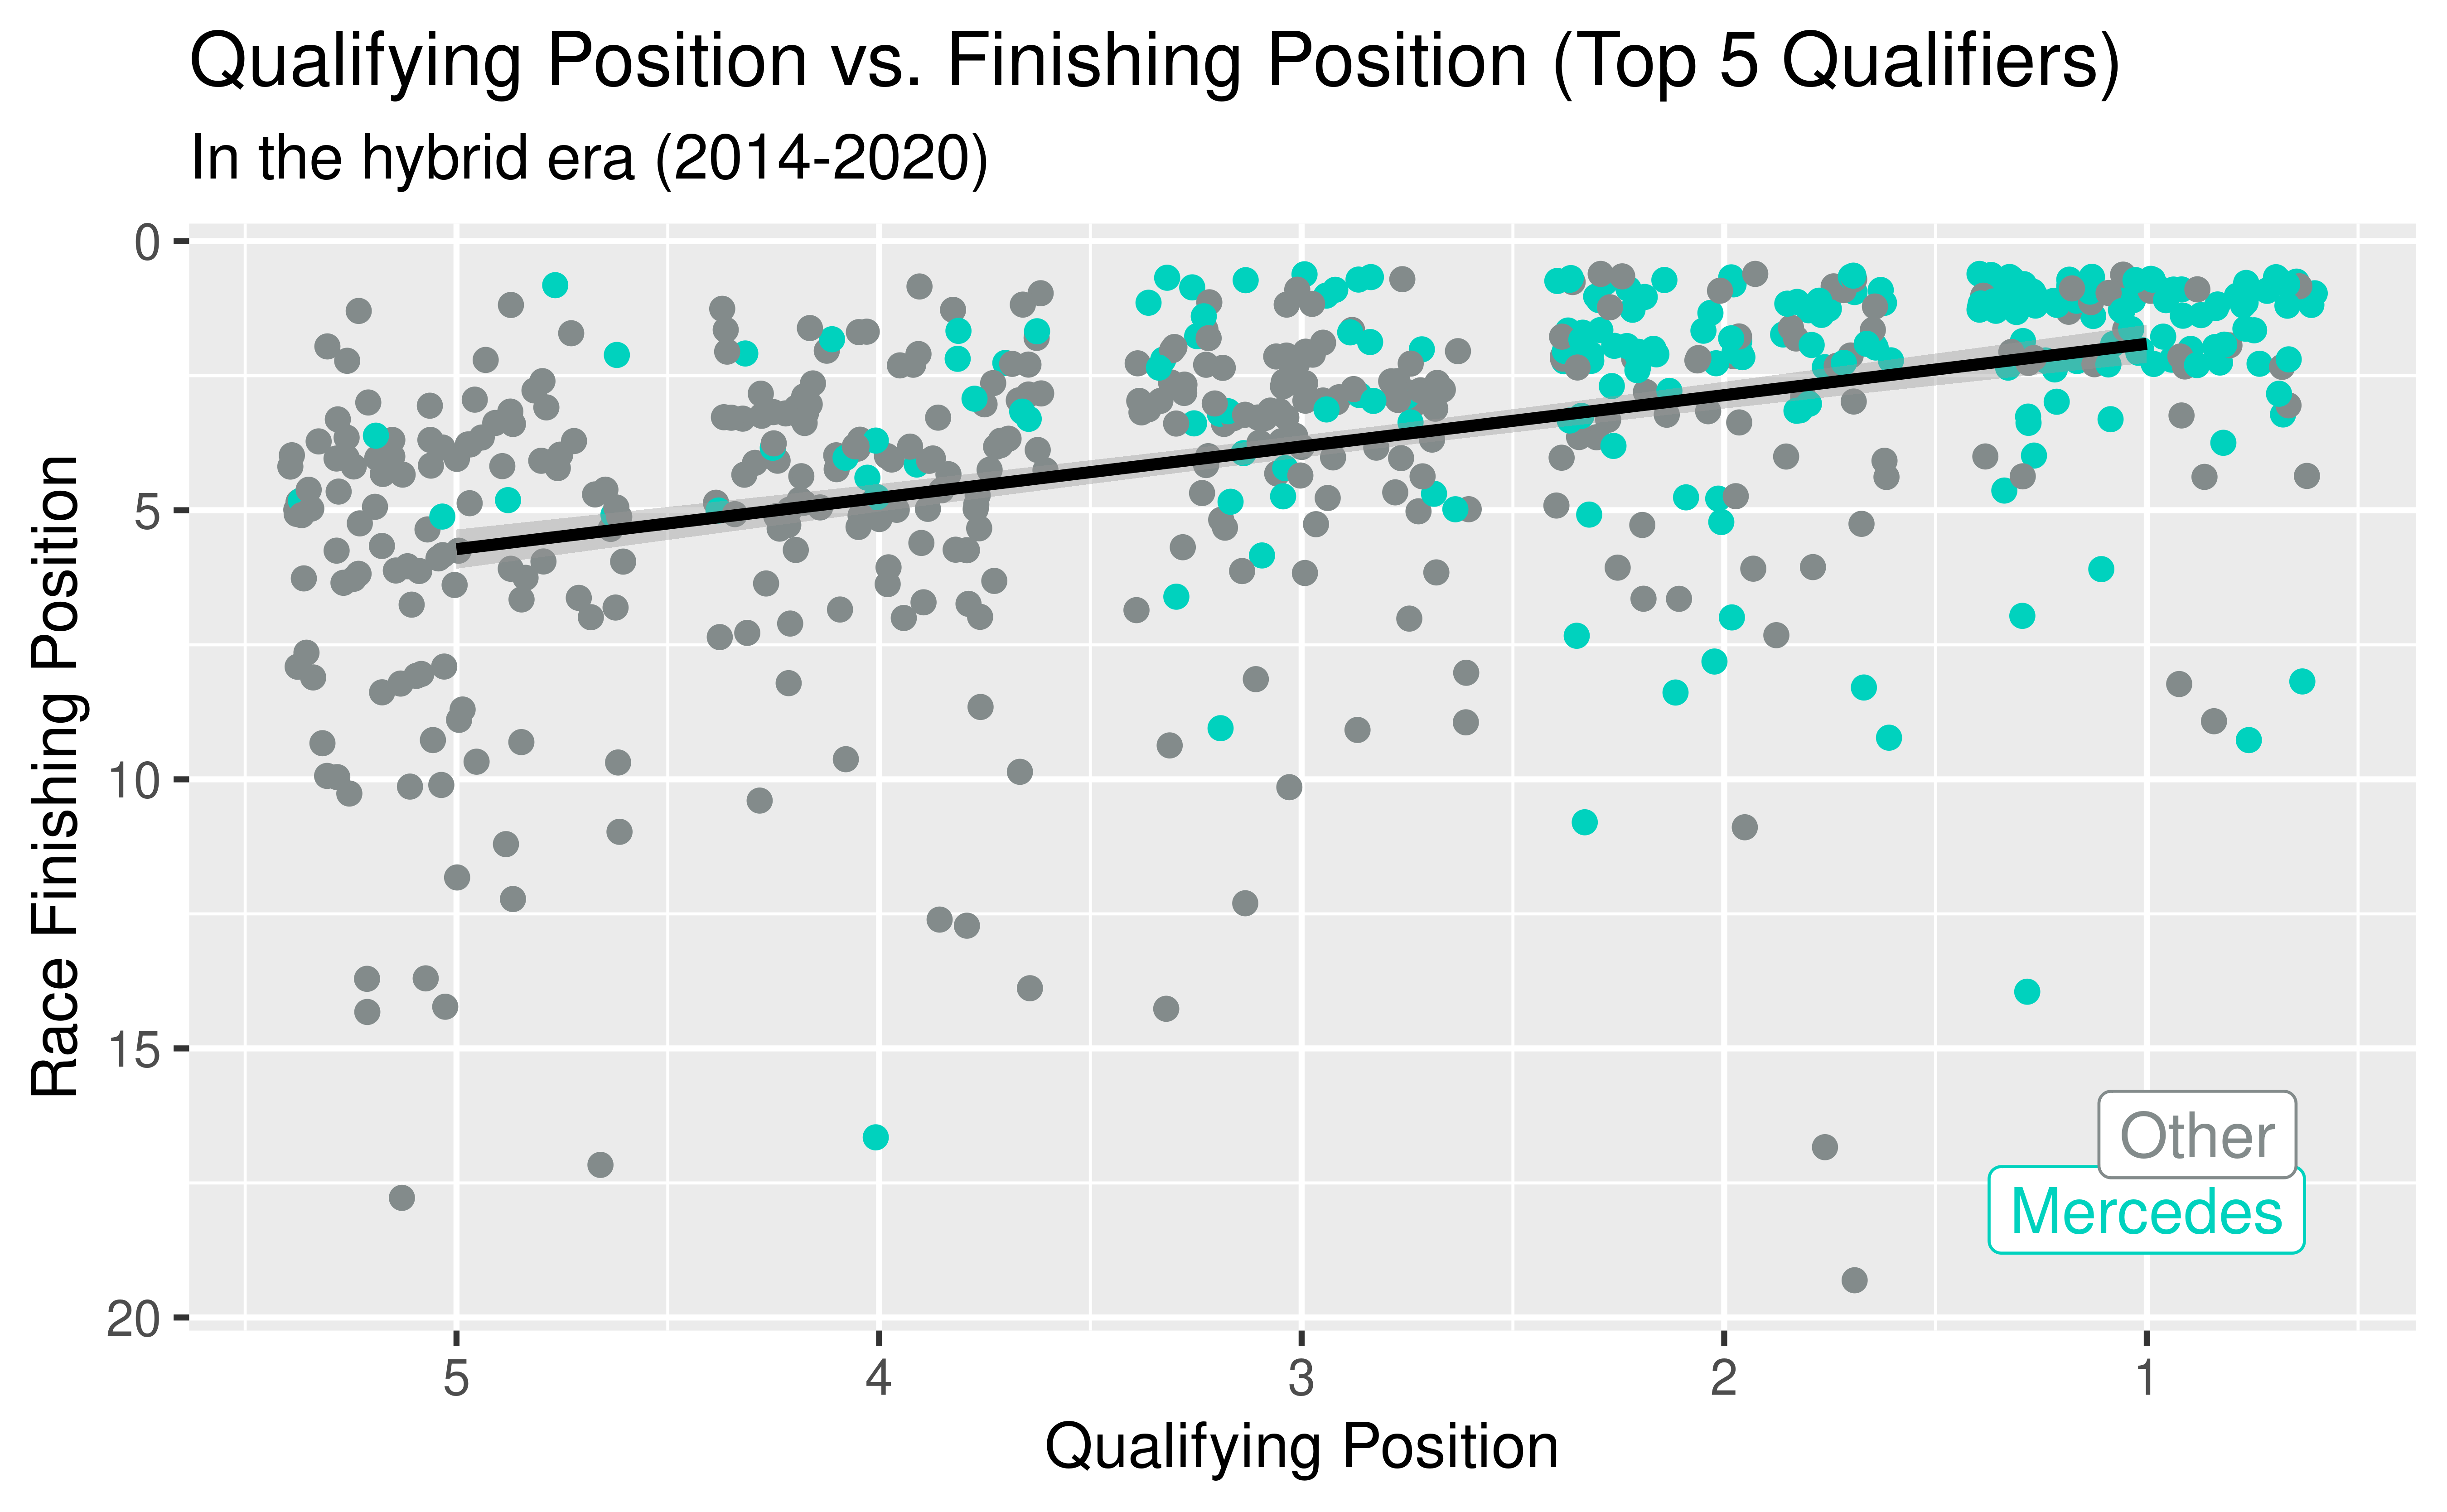 Qualifying Position vs. Finishing Position (Top 5 Qualifiers)
In the hybrid era (2014-2020)
0
5
10
15
20
Race Finishing Position
Other
Mercedes
5 4 3 2 1
Qualifying Position